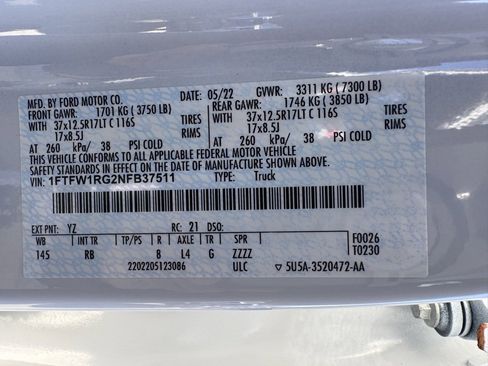 MFD. BY FORD MOTOR CO. DATE: 05/22 GVWR: 3311 KG ( 7300 LB)
FRONT GAWR: 1701 KG ( 3750 LB) REAR GAWR: 1746 KG ( 3850 LB)
WITH 37x12.5R17LT C 116S TIRES WITH 37x12.5R17LT C 116S TIRES
17x8.5J RIMS 17x8.5J RIMS
AT 260 kPa/ 38 PSI COLD AT 260 kPa/ 38 PSI COLD
THIS VEHICLE CONFORMS TO ALL APPLICABLE FEDERAL MOTOR VEHICLE
SAFETY STANDARDS IN EFFECT ON THE DATE OF MANUFACTURE SHOWN ABOVE.
VIN: 1FTFW1RG2NFB37511 TYPE: Truck
EXT PNT: YZ RC: 21 DSO: F0026
WB INT TR TP/PS R AXLE TR SPR T0230
145 RB 8 L4 G ZZZZ
2202205123086 ULC 5U5A-3520472-AA